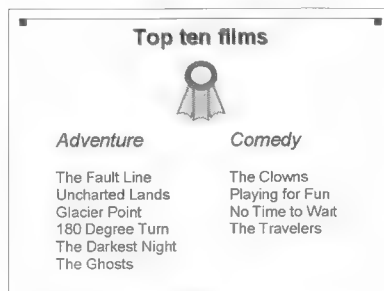 Top ten films
Adventure
The Fault Line
Uncharted Lands
Glacier Point
180 Degree Turn
The Darkest Night
The Ghosts
Comedy
The Clowns
Playing for Fun
No Time to Wait
The Travelers